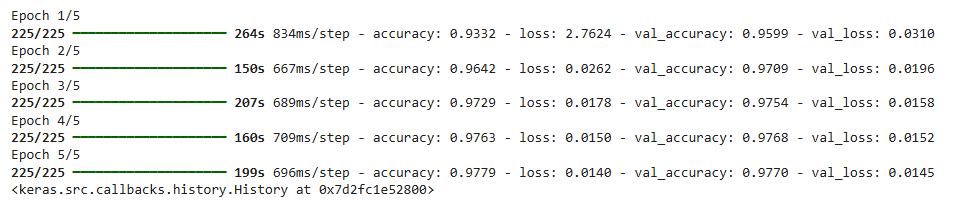 Epoch 1/5
225/225 ━━━━━━━━━━━━━━━━━━━━ 264s 834ms/step - accuracy: 0.9332 - loss: 2.7624 - val_accuracy: 0.9599 - val_loss: 0.0310
Epoch 2/5
225/225 ━━━━━━━━━━━━━━━━━━━━ 150s 667ms/step - accuracy: 0.9642 - loss: 0.0262 - val_accuracy: 0.9709 - val_loss: 0.0196
Epoch 3/5
225/225 ━━━━━━━━━━━━━━━━━━━━ 207s 689ms/step - accuracy: 0.9729 - loss: 0.0178 - val_accuracy: 0.9754 - val_loss: 0.0158
Epoch 4/5
225/225 ━━━━━━━━━━━━━━━━━━━━ 160s 709ms/step - accuracy: 0.9763 - loss: 0.0150 - val_accuracy: 0.9768 - val_loss: 0.0152
Epoch 5/5
225/225 ━━━━━━━━━━━━━━━━━━━━ 199s 696ms/step - accuracy: 0.9779 - loss: 0.0140 - val_accuracy: 0.9770 - val_loss: 0.0145
<keras.src.callbacks.history.History at 0x7d2fc1e52800>